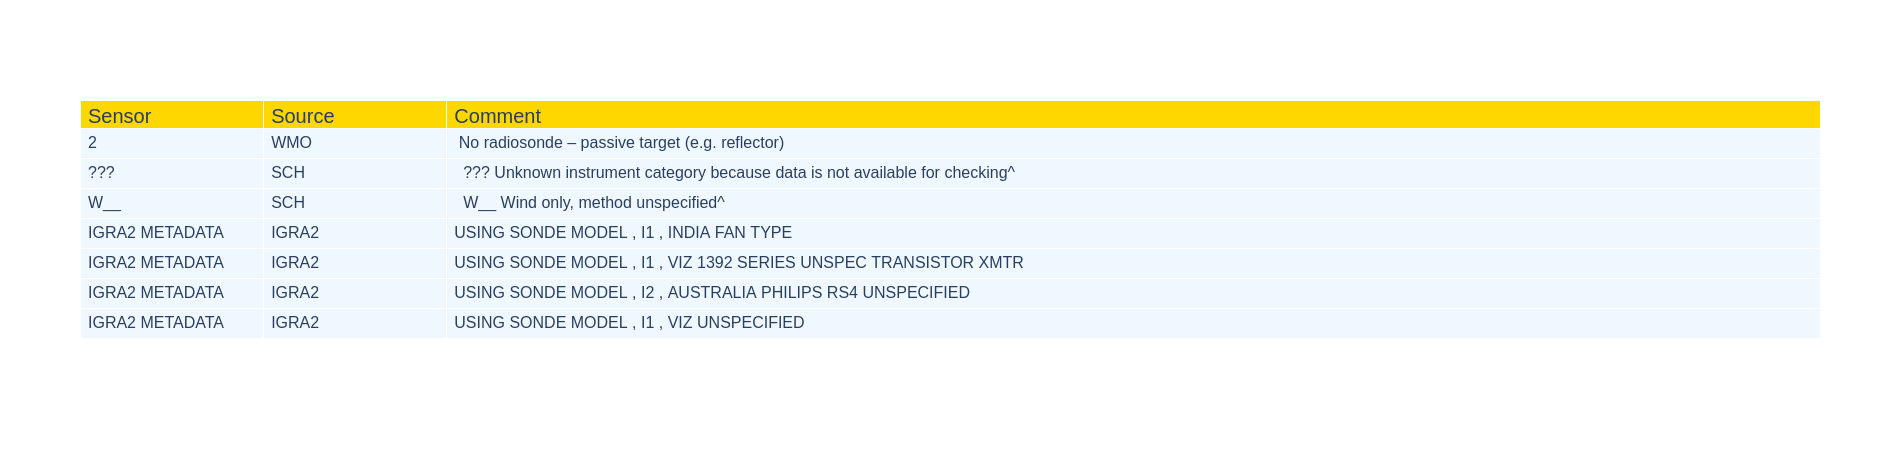 Sensor Source Comment
2 WMO No radiosonde – passive target (e.g. reflector)
??? SCH ??? Unknown instrument category because data is not available for checking^
W__ SCH W__ Wind only, method unspecified^
IGRA2 METADATA IGRA2 USING SONDE MODEL , I1 , INDIA FAN TYPE
IGRA2 METADATA IGRA2 USING SONDE MODEL , I1 , VIZ 1392 SERIES UNSPEC TRANSISTOR XMTR
IGRA2 METADATA IGRA2 USING SONDE MODEL , I2 , AUSTRALIA PHILIPS RS4 UNSPECIFIED
IGRA2 METADATA IGRA2 USING SONDE MODEL , I1 , VIZ UNSPECIFIED